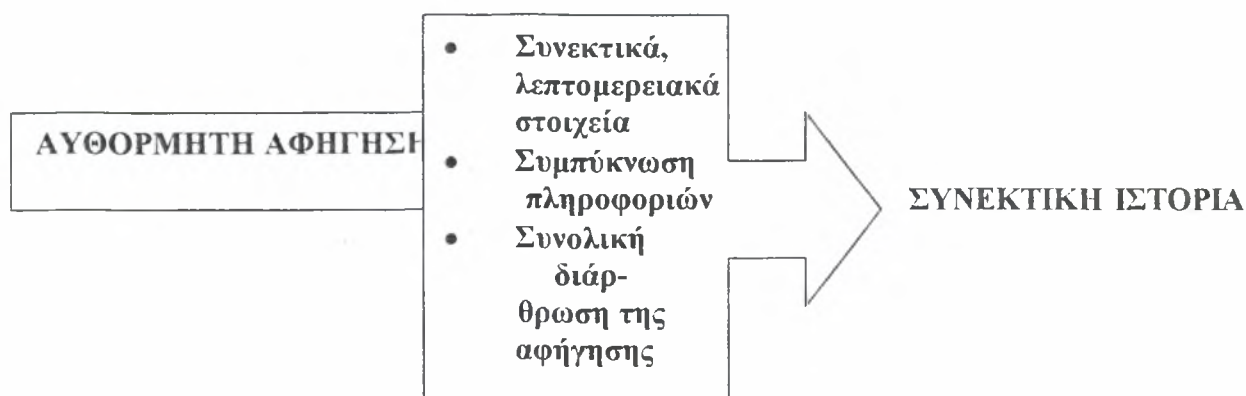 ΑΥΘΟΡΜΗΤΗ ΑΦΗΓΗΣΗ
• Συνεκτικά,
λεπτομερειακά
στοιχεία
• Συμπύκνωση
πληροφοριών
• Συνολική
διάρ-
θρωση της
αφήγησης
ΣΥΝΕΚΤΙΚΗ ΙΣΤΟΡΙΑ